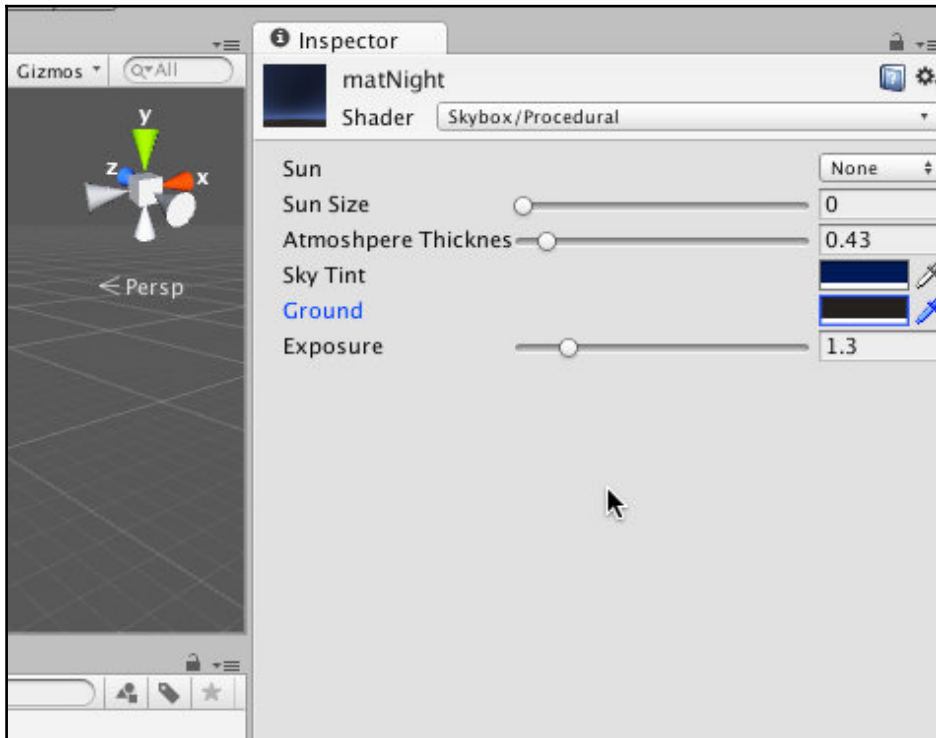 Inspector
Gizmos
All
matNight
Shader
Skybox/Procedural
y
z
x
Persp
Sun
None
Sun Size
0
Atmoshpere Thicknes
0.43
Sky Tint
Ground
Exposure
1.3